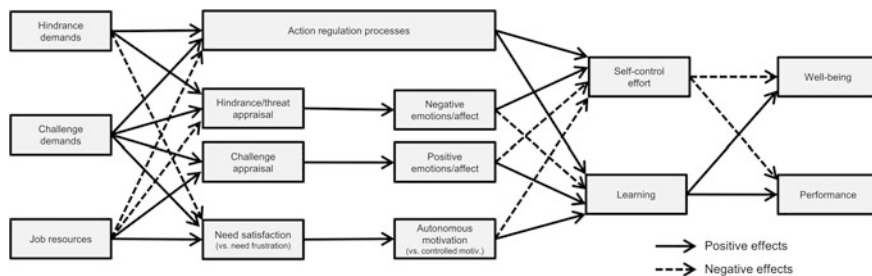 Hindrance
demands
Action regulation processes
Self-control
effort
Well-being
Hindrance/threat
appraisal
Negative
emotions/affect
Challenge
demands
Challenge
appraisal
Positive
emotions/affect
Learning
Performance
Job resources
Need satisfaction
(vs. need frustration)
Autonomous
motivation
(vs. controlled motiv.)
Positive effects
Negative effects